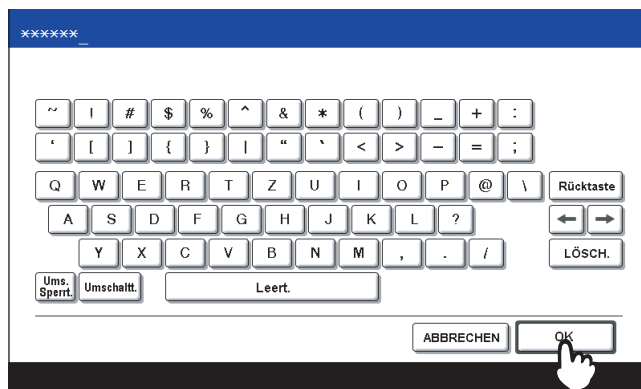 ******_
~ ! # $ % ^ & * ( ) _ + :
' [ ] { } | " ` < > - = ;
Q W E R T Z U I O P @ \ Rücktaste
A S D F G H J K L ? ← →
Y X C V B N M , . / LÖSCH.
Ums. Sperrt. Umschaltt. Leert.
ABBRECHEN OK